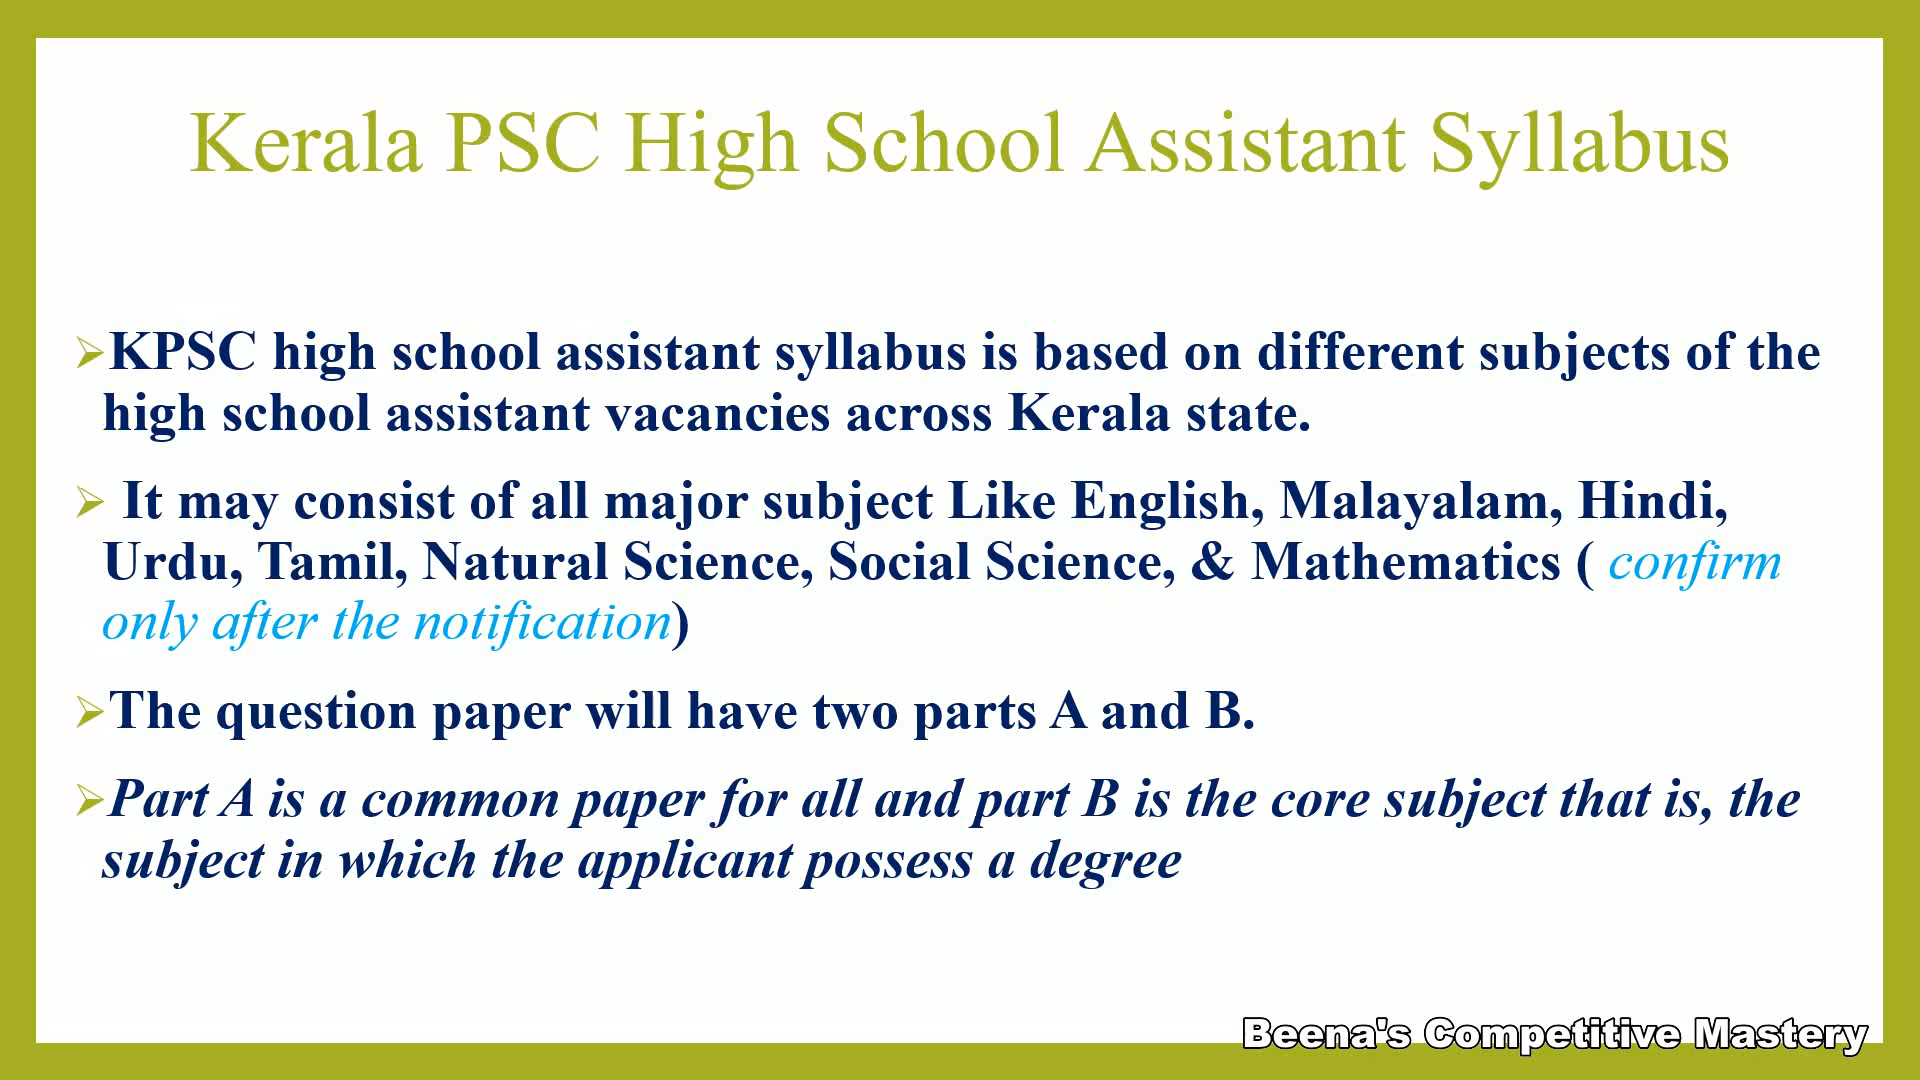 Kerala PSC High School Assistant Syllabus
➢KPSC high school assistant syllabus is based on different subjects of the
high school assistant vacancies across Kerala state.
➢ It may consist of all major subject Like English, Malayalam, Hindi,
Urdu, Tamil, Natural Science, Social Science, & Mathematics ( confirm
only after the notification)
➢The question paper will have two parts A and B.
➢Part A is a common paper for all and part B is the core subject that is, the
subject in which the applicant possess a degree
Beena's Competitive Mastery